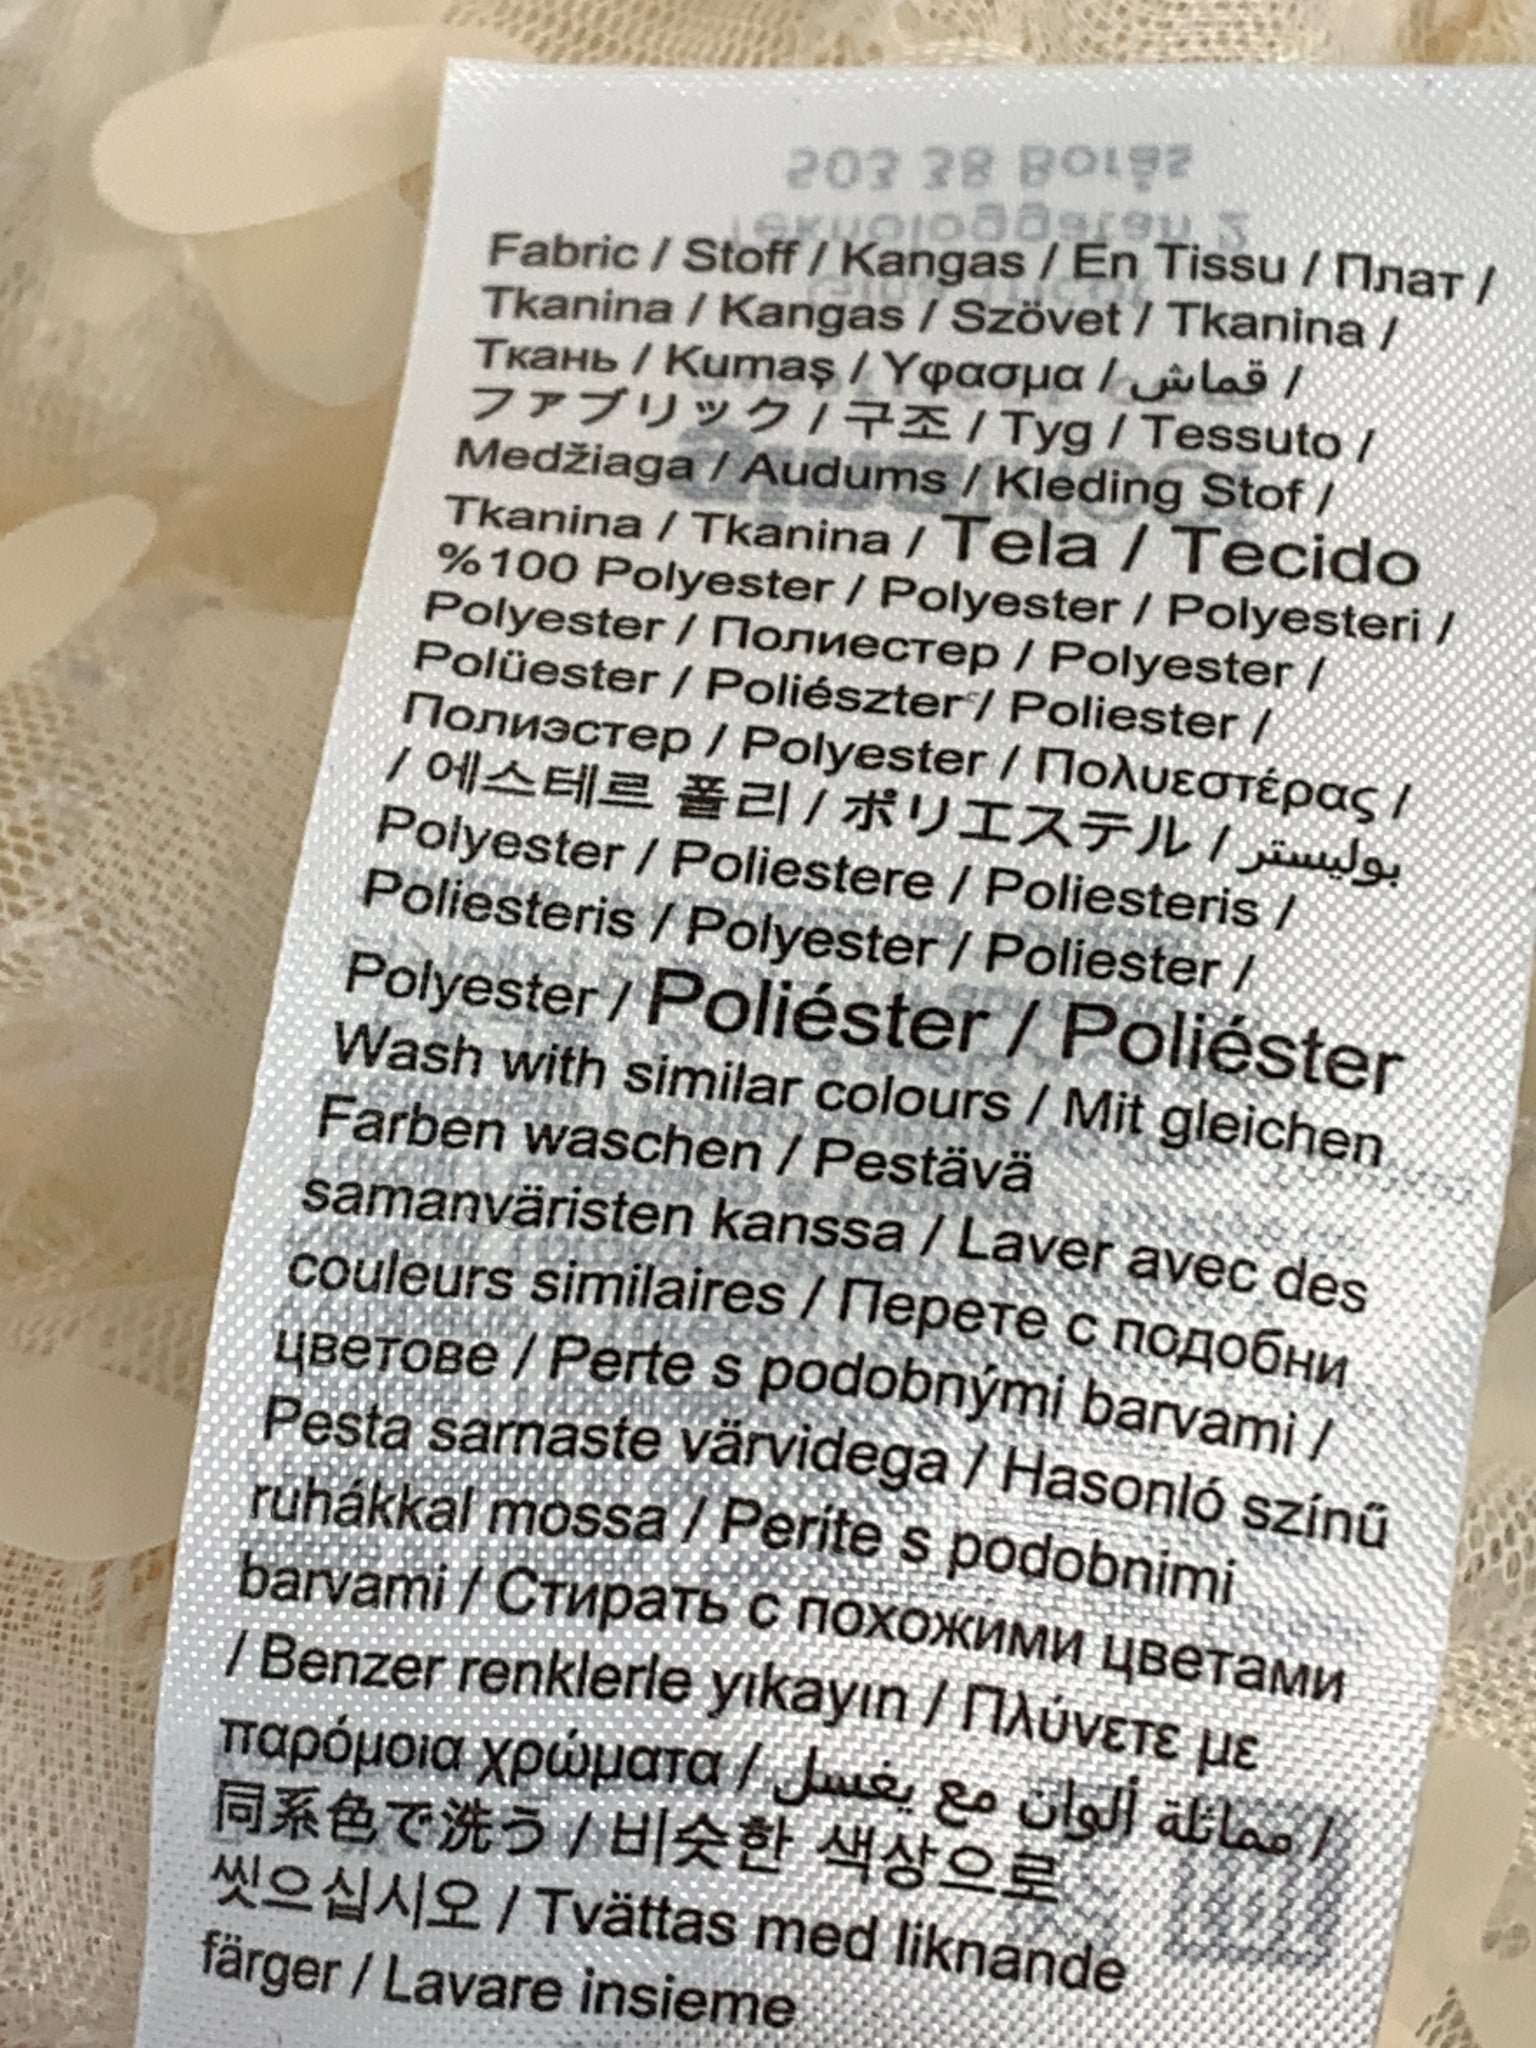 Fabric / Stoff / Kangas / En Tissu / Плат /
Tkanina / Kangas / Szövet / Tkanina /
Ткань / Kumaş / Υφασμα / قماش /
ファブリック / 구조 / Tyg / Tessuto /
Medžiaga / Audums / Kleding Stof /
Tkanina / Tkanina / Tela / Tecido
%100 Polyester / Polyester / Polyesteri /
Polyester / Полиестер / Polyester /
Polüester / Poliészter / Poliester /
Полиэстер / Polyester / Πολυεστέρας /
/ 에스테르 폴리 / ポリエステル / بوليستر
Polyester / Poliestere / Poliesteris /
Poliesteris / Polyester / Poliester /
Polyester / Poliéster / Poliéster
Wash with similar colours / Mit gleichen
Farben waschen / Pestävä
samanväristen kanssa / Laver avec des
couleurs similaires / Перете с подобни
цветове / Perte s podobnými barvami /
Pesta sarnaste värvidega / Hasonló színű
ruhákkal mossa / Perite s podobnimi
barvami / Стирать с похожими цветами
/ Benzer renklerle yıkayın / Πλύνετε με
παρόμοια χρώματα / مماثلة ألوان مع يغسل /
同系色で洗う / 비슷한 색상으로
씻으십시오 / Tvättas med liknande
färger / Lavare insieme